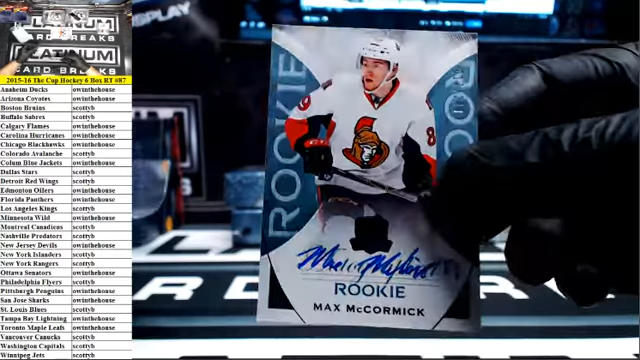 PLATINUM
CARD BREAKS
PLATINUM
CARD BREAKS
2015-16 The Cup Hockey 6 Box RT #87
Anaheim Ducks owinthehouse
Arizona Coyotes owinthehouse
Boston Bruins scottyb
Buffalo Sabres scottyb
Calgary Flames owinthehouse
Carolina Hurricanes owinthehouse
Chicago Blackhawks owinthehouse
Colorado Avalanche scottyb
Colum Blue Jackets owinthehouse
Dallas Stars scottyb
Detroit Red Wings scottyb
Edmonton Oilers owinthehouse
Florida Panthers owinthehouse
Los Angeles Kings scottyb
Minnesota Wild owinthehouse
Montreal Canadiens scottyb
Nashville Predators scottyb
New Jersey Devils owinthehouse
New York Islanders scottyb
New York Rangers scottyb
Ottawa Senators owinthehouse
Philadelphia Flyers scottyb
Pittsburgh Penguins owinthehouse
San Jose Sharks owinthehouse
St. Louis Blues scottyb
Tampa Bay Lightning owinthehouse
Toronto Maple Leafs owinthehouse
Vancouver Canucks scottyb
Washington Capitals scottyb
Winnipeg Jets scottyb
DISPLAY
ROOKIE
ROOKIE
MAX McCORMICK